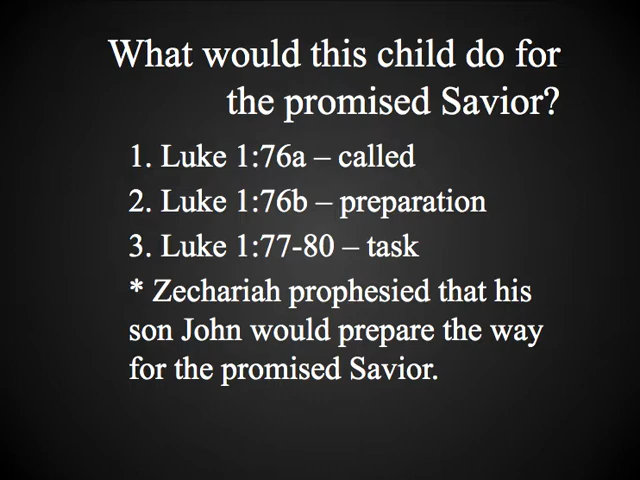 What would this child do for
the promised Savior?
1. Luke 1:76a – called
2. Luke 1:76b – preparation
3. Luke 1:77-80 – task
* Zechariah prophesied that his
son John would prepare the way
for the promised Savior.